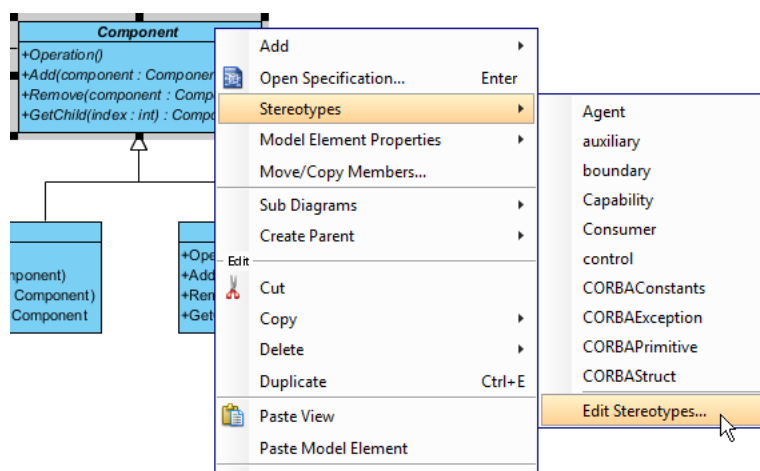 Component
+Operation()
+Add(component : Componen
+Remove(component : Comp
+GetChild(index : int) : Compo
ponent)
Component)
Component
+Ope
+Add
+Ren
+Get
Add
Open Specification... Enter
Stereotypes
Model Element Properties
Move/Copy Members...
Sub Diagrams
Create Parent
Edit
Cut
Copy
Delete
Duplicate Ctrl+E
Paste View
Paste Model Element
Agent
auxiliary
boundary
Capability
Consumer
control
CORBAConstants
CORBAException
CORBAPrimitive
CORBAStruct
Edit Stereotypes...